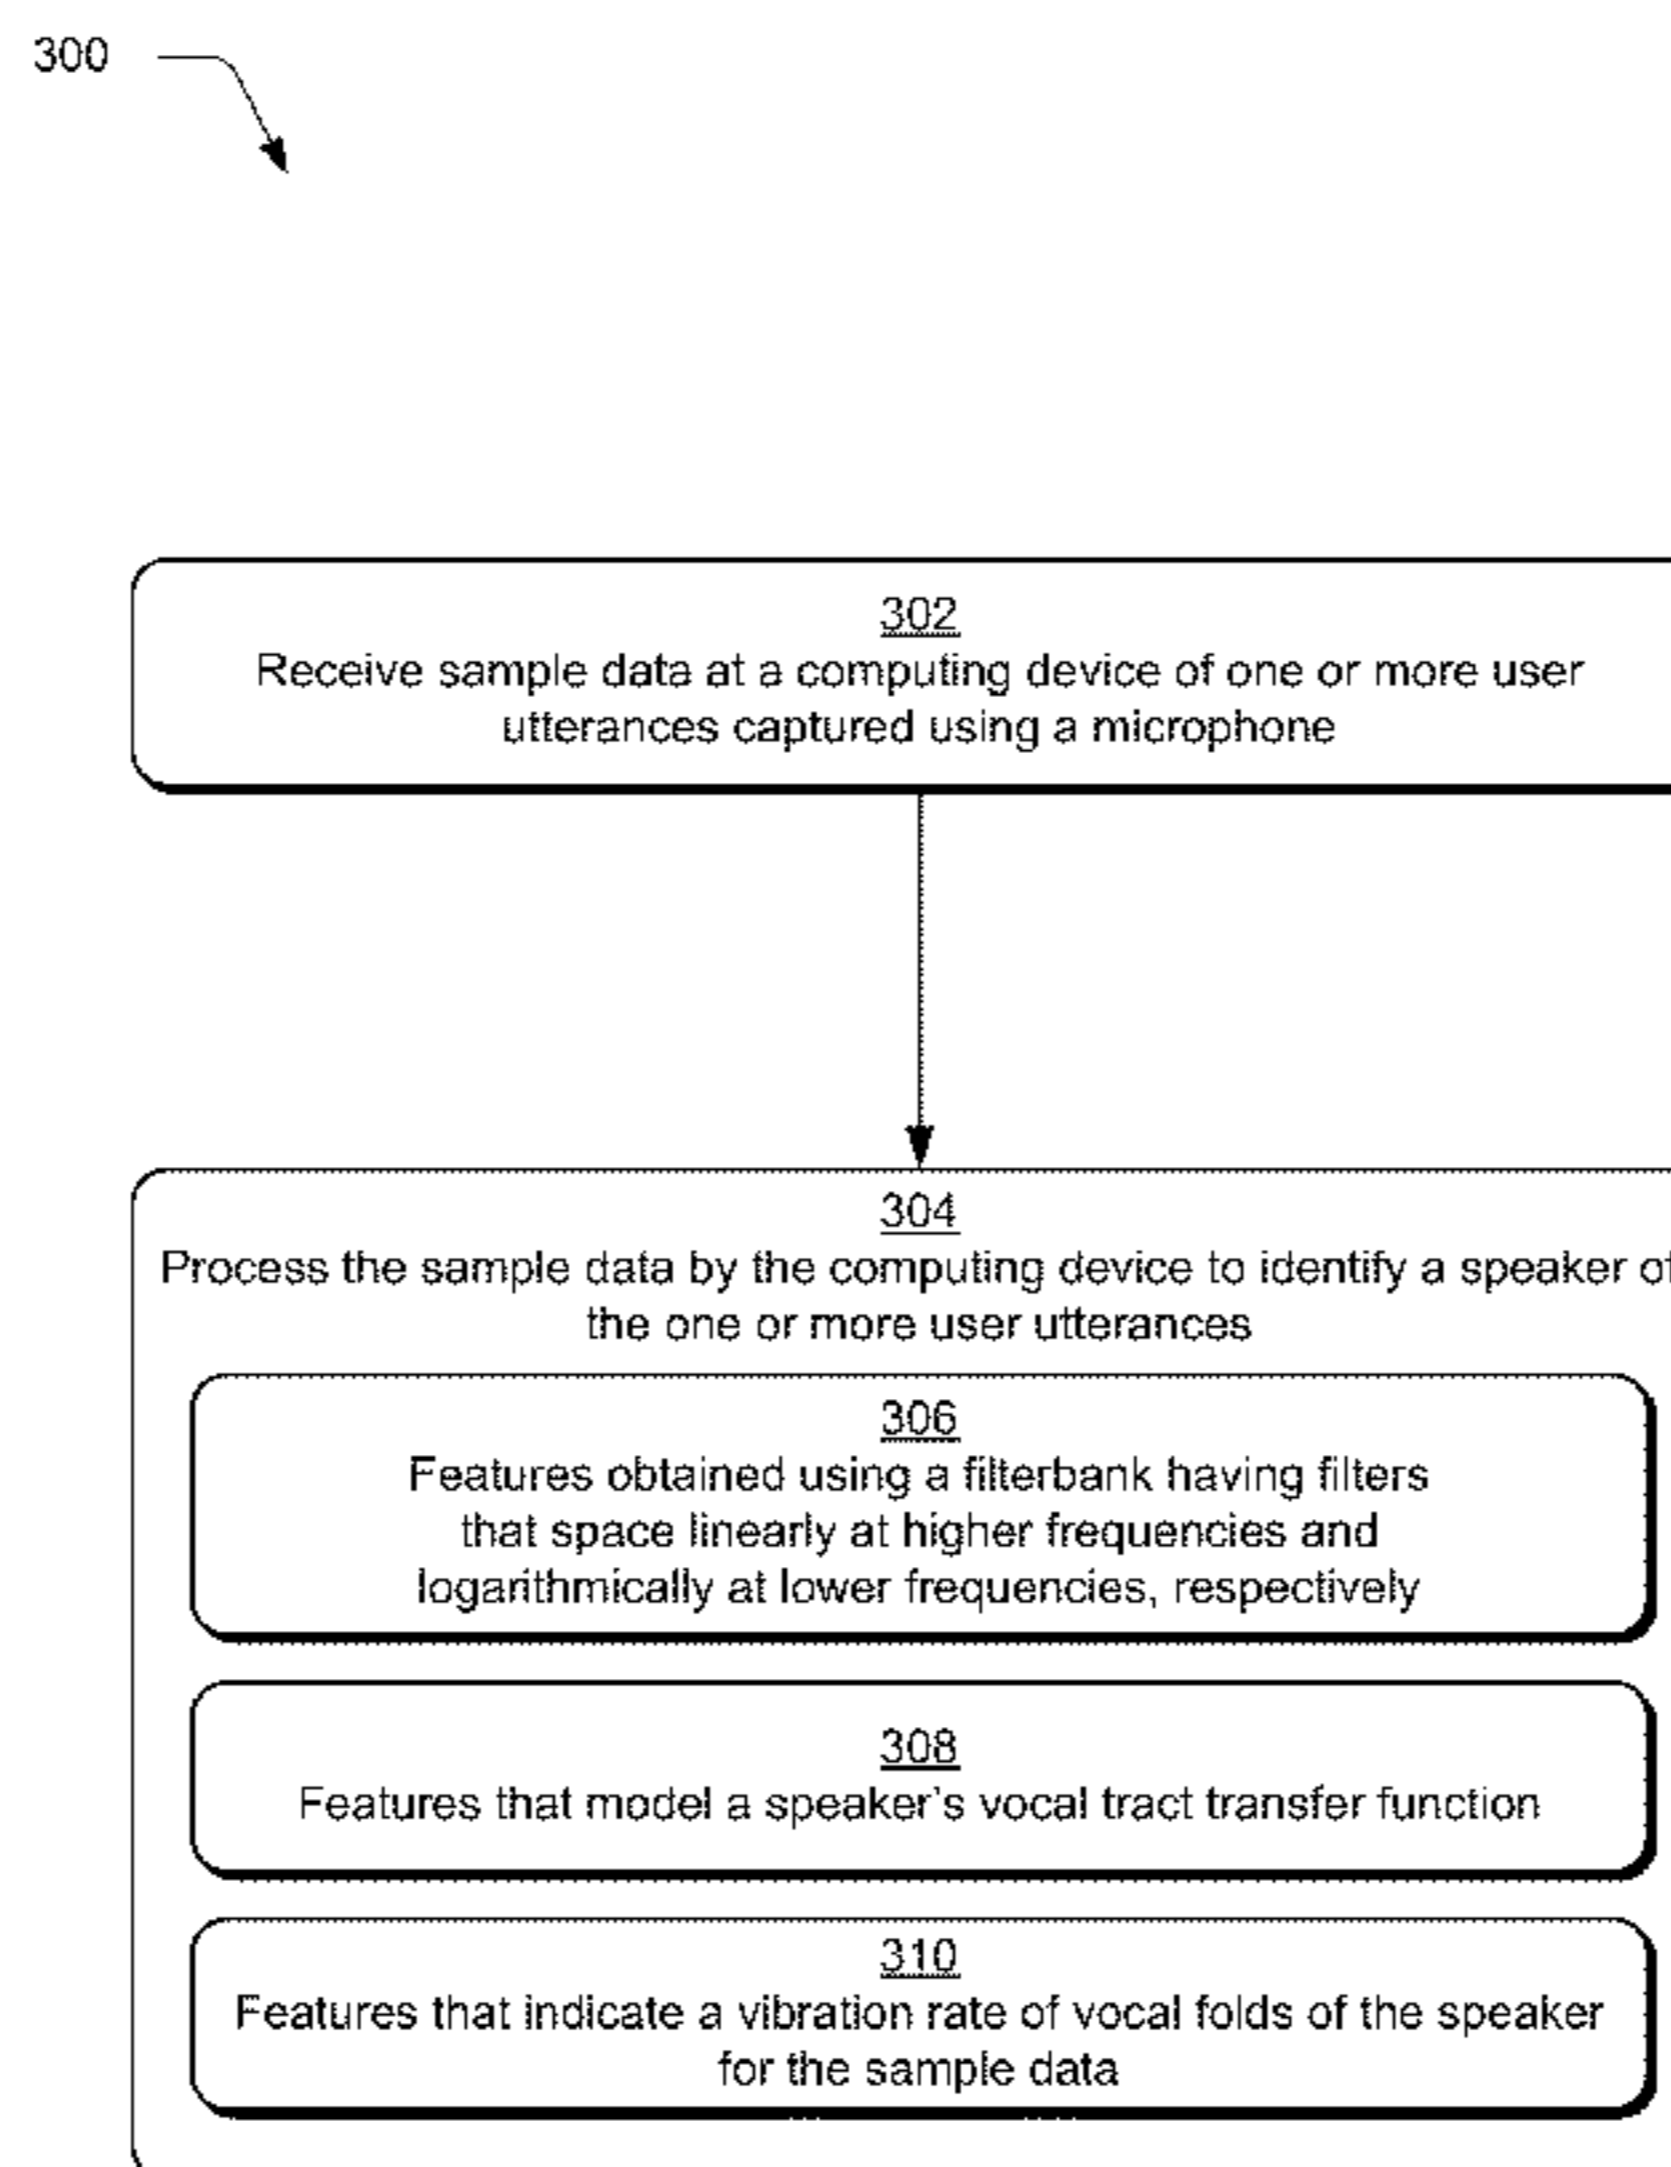 300
302
Receive sample data at a computing device of one or more user
utterances captured using a microphone
304
Process the sample data by the computing device to identify a speaker of
the one or more user utterances
306
Features obtained using a filterbank having filters
that space linearly at higher frequencies and
logarithmically at lower frequencies, respectively
308
Features that model a speaker's vocal tract transfer function
310
Features that indicate a vibration rate of vocal folds of the speaker
for the sample data